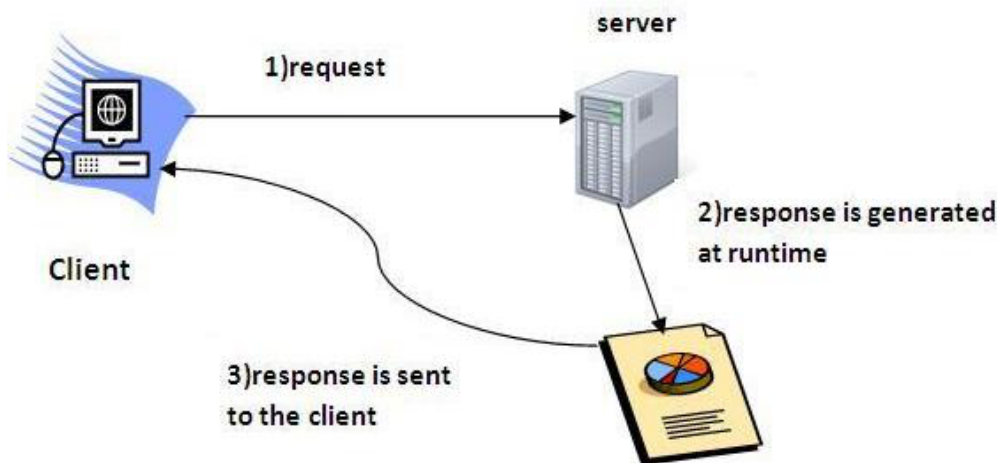 server
1)request
2)response is generated
at runtime
Client
3)response is sent
to the client